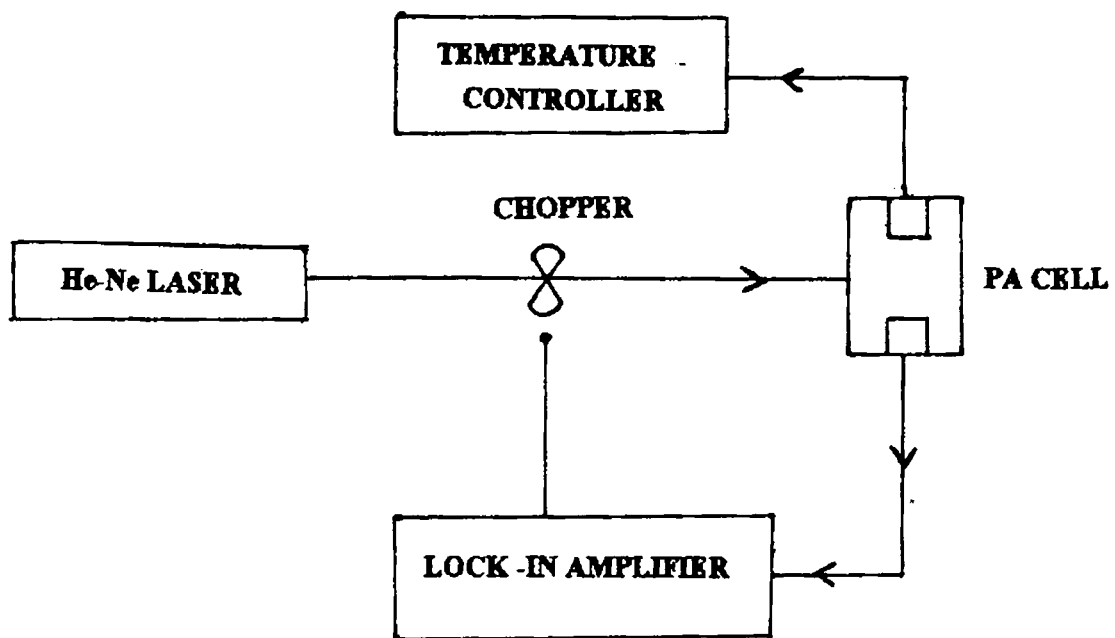 TEMPERATURE
CONTROLLER
CHOPPER
He-Ne LASER
PA CELL
LOCK -IN AMPLIFIER